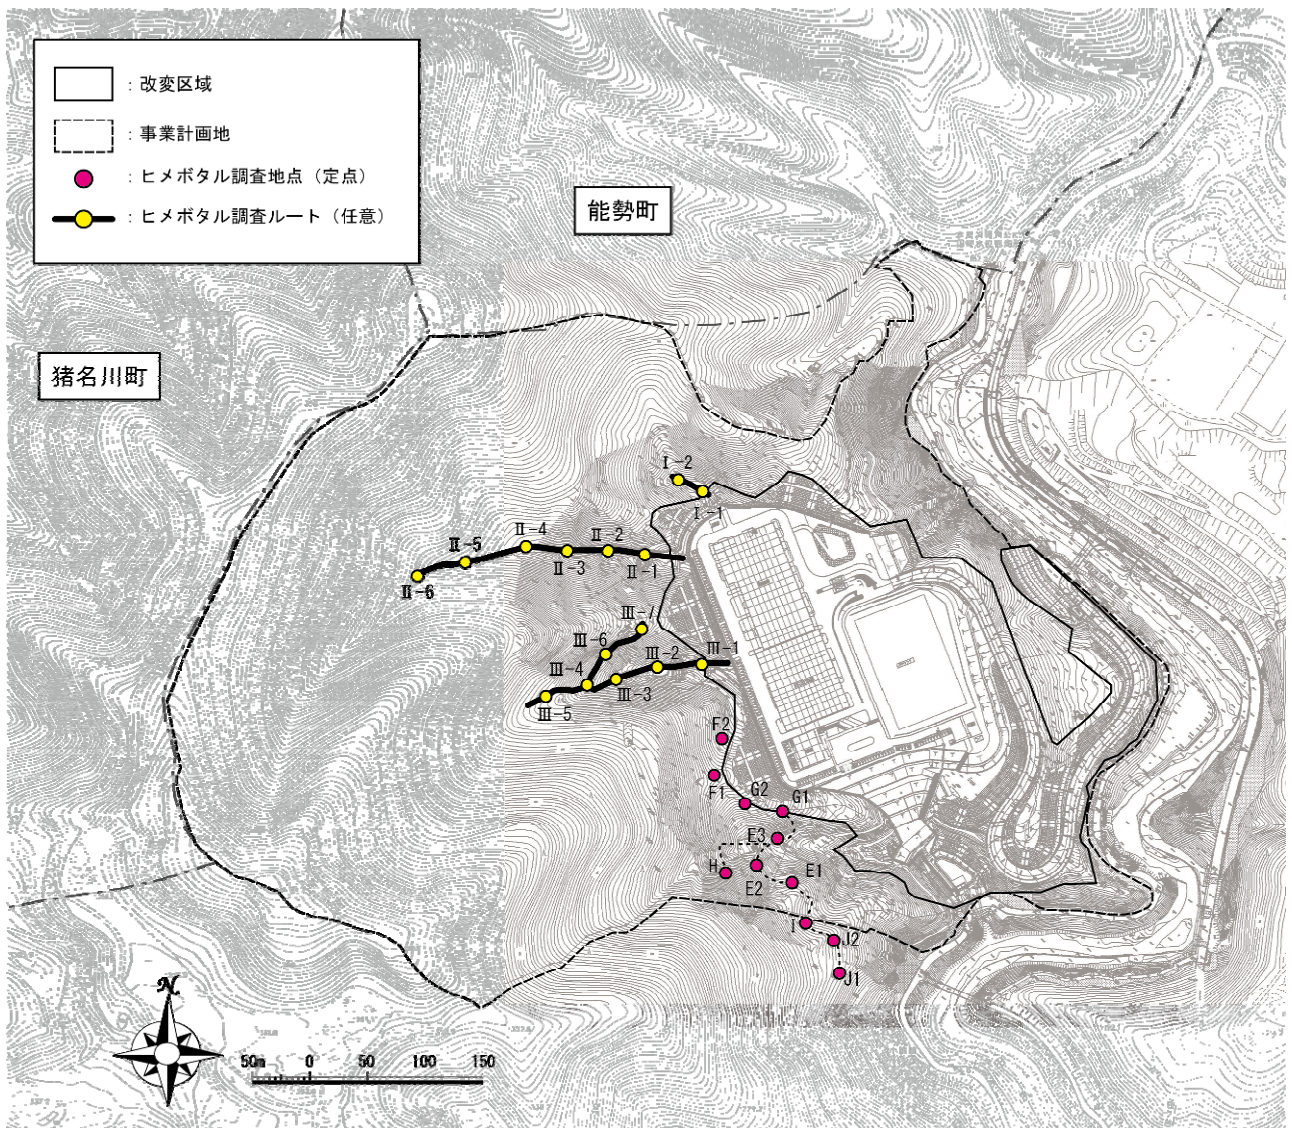 ：改変区域
：事業計画地
：ヒメボタル調査地点（定点）
：ヒメボタル調査ルート（任意）
能勢町
猪名川町
Ⅰ-2
Ⅰ-1
Ⅱ-4
Ⅱ-2
Ⅱ-5
Ⅱ-3
Ⅱ-1
Ⅱ-6
Ⅲ-7
Ⅲ-6
Ⅲ-1
Ⅲ-2
Ⅲ-4
Ⅲ-3
Ⅲ-5
F2
F1
G2
G1
E3
H
E2
E1
I
J2
J1
N
50m 0 50 100 150